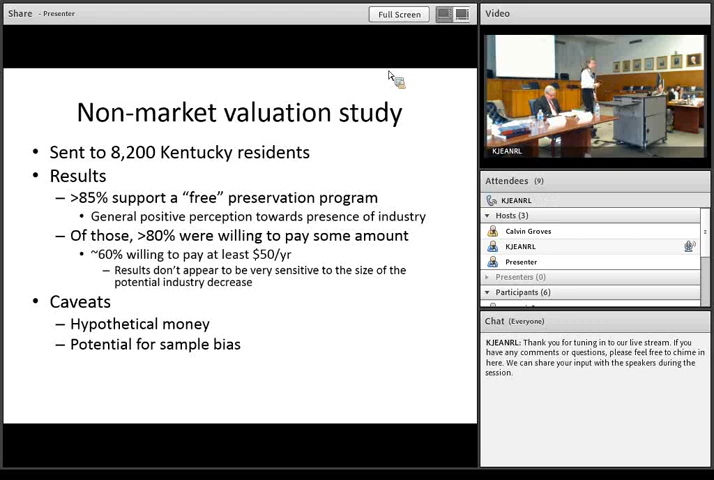 Share - Presenter
Full Screen
Non-market valuation study
• Sent to 8,200 Kentucky residents
• Results
– >85% support a “free” preservation program
• General positive perception towards presence of industry
– Of those, >80% were willing to pay some amount
• ~60% willing to pay at least $50/yr
– Results don’t appear to be very sensitive to the size of the
potential industry decrease
• Caveats
– Hypothetical money
– Potential for sample bias
Video
KJEANRL
Attendees (9)
KJEANRL
Hosts (3)
Calvin Groves
KJEANRL
Presenter
Presenters (0)
Participants (6)
Chat (Everyone)
KJEANRL: Thank you for tuning in to our live stream. If you
have any comments or questions, please feel free to chime in
here. We can share your input with the speakers during the
session.